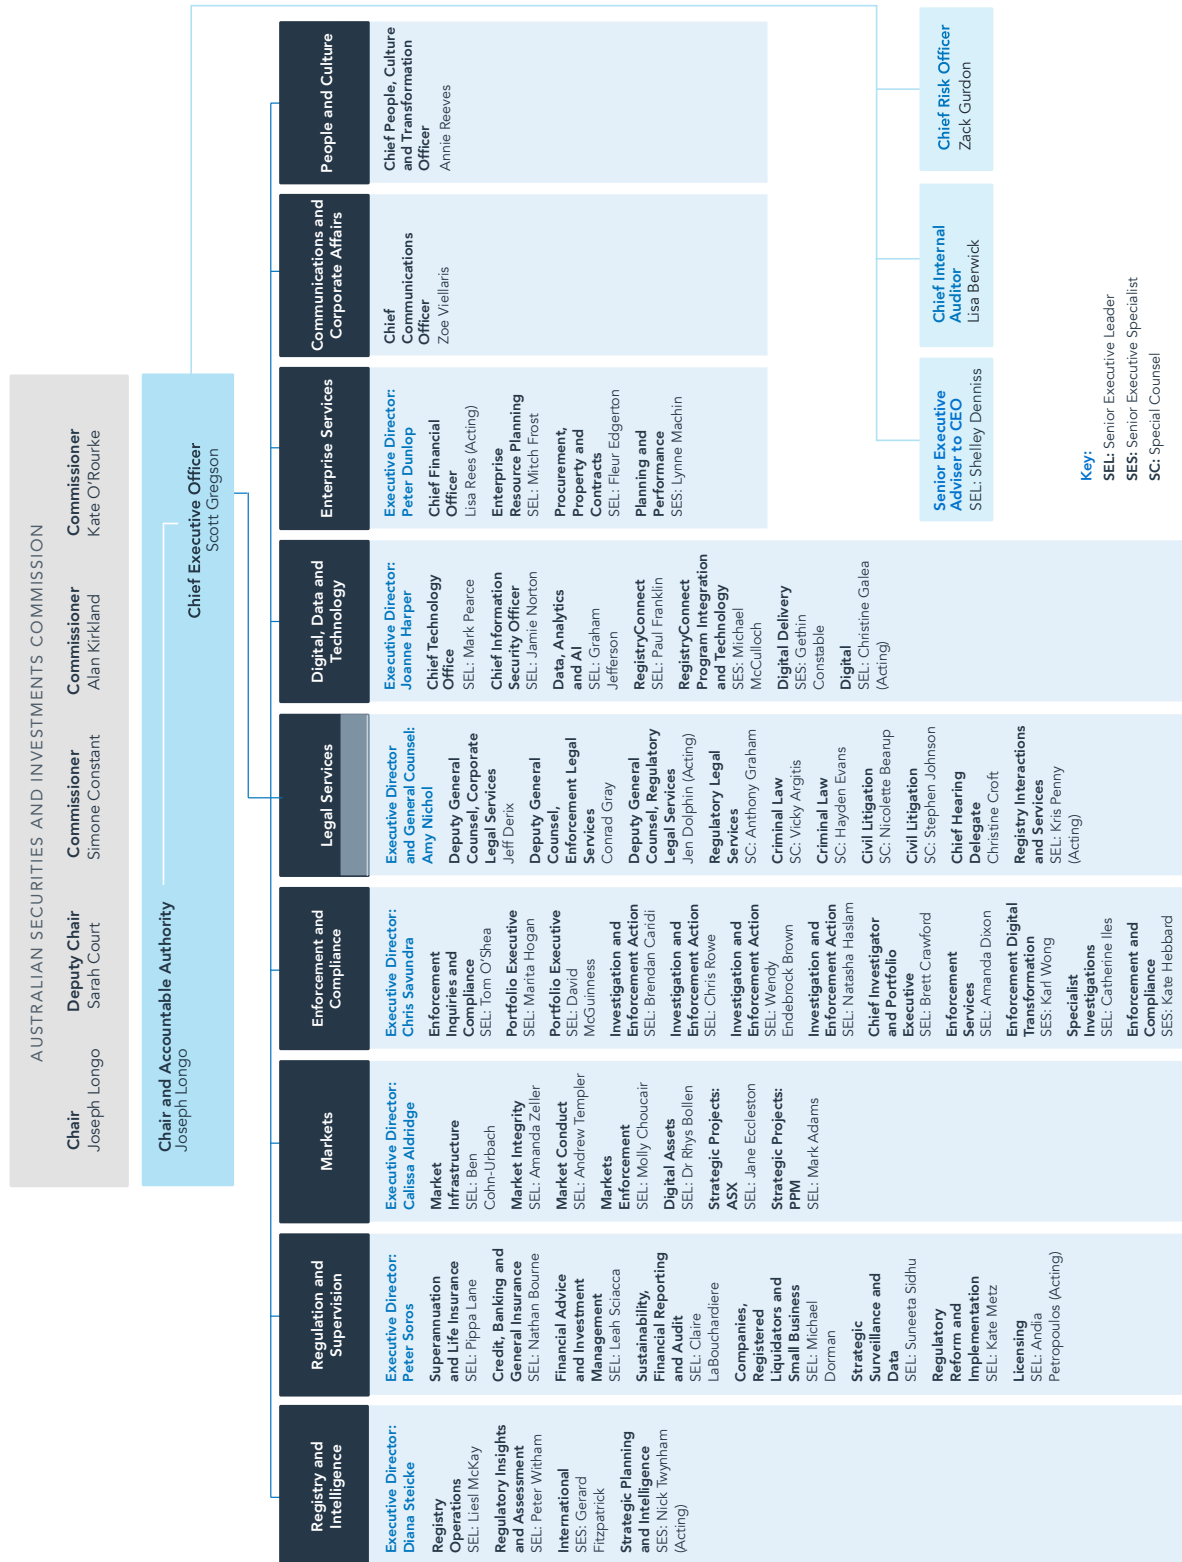 AUSTRALIAN SECURITIES AND INVESTMENTS COMMISSION
Chair
Joseph Longo
Deputy Chair
Sarah Court
Commissioner
Simone Constant
Commissioner
Alan Kirkland
Commissioner
Kate O'Rourke
Chair and Accountable Authority
Joseph Longo
Chief Executive Officer
Scott Gregson
Registry and
Intelligence
Executive Director:
Diana Steicke
Registry
Operations
SEL: Liesl McKay
Regulatory Insights
and Assessment
SEL: Peter Witham
International
SES: Gerard
Fitzpatrick
Strategic Planning
and Intelligence
SES: Nick Twynham
(Acting)
Regulation and
Supervision
Executive Director:
Peter Soros
Superannuation
and Life Insurance
SEL: Pippa Lane
Credit, Banking and
General Insurance
SEL: Nathan Bourne
Financial Advice
and Investment
Management
SEL: Leah Sciacca
Sustainability,
Financial Reporting
and Audit
SEL: Claire
LaBouchardiere
Companies,
Registered
Liquidators and
Small Business
SEL: Michael
Dorman
Strategic
Surveillance and
Data
SEL: Suneeta Sidhu
Regulatory
Reform and
Implementation
SEL: Kate Metz
Licensing
SEL: Andia
Petropoulos (Acting)
Markets
Executive Director:
Calissa Aldridge
Market
Infrastructure
SEL: Ben
Cohn-Urbach
Market Integrity
SEL: Amanda Zeller
Market Conduct
SEL: Andrew Templer
Markets
Enforcement
SEL: Molly Choucair
Digital Assets
SEL: Dr Rhys Bollen
Strategic Projects:
ASX
SEL: Jane Eccleston
Strategic Projects:
PPM
SEL: Mark Adams
Enforcement and
Compliance
Executive Director:
Chris Savundra
Enforcement
Inquiries and
Compliance
SEL: Tom O'Shea
Portfolio Executive
SEL: Marita Hogan
Portfolio Executive
SEL: David
McGuinness
Investigation and
Enforcement Action
SEL: Brendan Caridi
Investigation and
Enforcement Action
SEL: Chris Rowe
Investigation and
Enforcement Action
SEL: Wendy
Endebrock Brown
Investigation and
Enforcement Action
SEL: Natasha Haslam
Chief Investigator
and Portfolio
Executive
SEL: Brett Crawford
Enforcement
Services
SEL: Amanda Dixon
Enforcement Digital
Transformation
SES: Karl Wong
Specialist
Investigations
SEL: Catherine Iles
Enforcement and
Compliance
SES: Kate Hebbard
Legal Services
Executive Director
and General Counsel:
Amy Nichol
Deputy General
Counsel, Corporate
Legal Services
Jeff Derix
Deputy General
Counsel,
Enforcement Legal
Services
Conrad Gray
Deputy General
Counsel, Regulatory
Legal Services
Jen Dolphin (Acting)
Regulatory Legal
Services
SC: Anthony Graham
Criminal Law
SC: Vicky Argitis
Criminal Law
SC: Hayden Evans
Civil Litigation
SC: Nicolette Bearup
Civil Litigation
SC: Stephen Johnson
Chief Hearing
Delegate
Christine Croft
Registry Interactions
and Services
SEL: Kris Penny
(Acting)
Digital, Data and
Technology
Executive Director:
Joanne Harper
Chief Technology
Office
SEL: Mark Pearce
Chief Information
Security Officer
SEL: Jamie Norton
Data, Analytics
and AI
SEL: Graham
Jefferson
RegistryConnect
SEL: Paul Franklin
RegistryConnect
Program Integration
and Technology
SES: Michael
McCulloch
Digital Delivery
SES: Gethin
Constable
Digital
SEL: Christine Galea
(Acting)
Enterprise Services
Executive Director:
Peter Dunlop
Chief Financial
Officer
Lisa Rees (Acting)
Enterprise
Resource Planning
SEL: Mitch Frost
Procurement,
Property and
Contracts
SEL: Fleur Edgerton
Planning and
Performance
SES: Lynne Machin
Communications and
Corporate Affairs
Chief
Communications
Officer
Zoe Viellaris
People and Culture
Chief People, Culture
and Transformation
Officer
Annie Reeves
Senior Executive
Adviser to CEO
SEL: Shelley Denniss
Chief Internal
Auditor
Lisa Berwick
Chief Risk Officer
Zack Gurdon
Key:
SEL: Senior Executive Leader
SES: Senior Executive Specialist
SC: Special Counsel